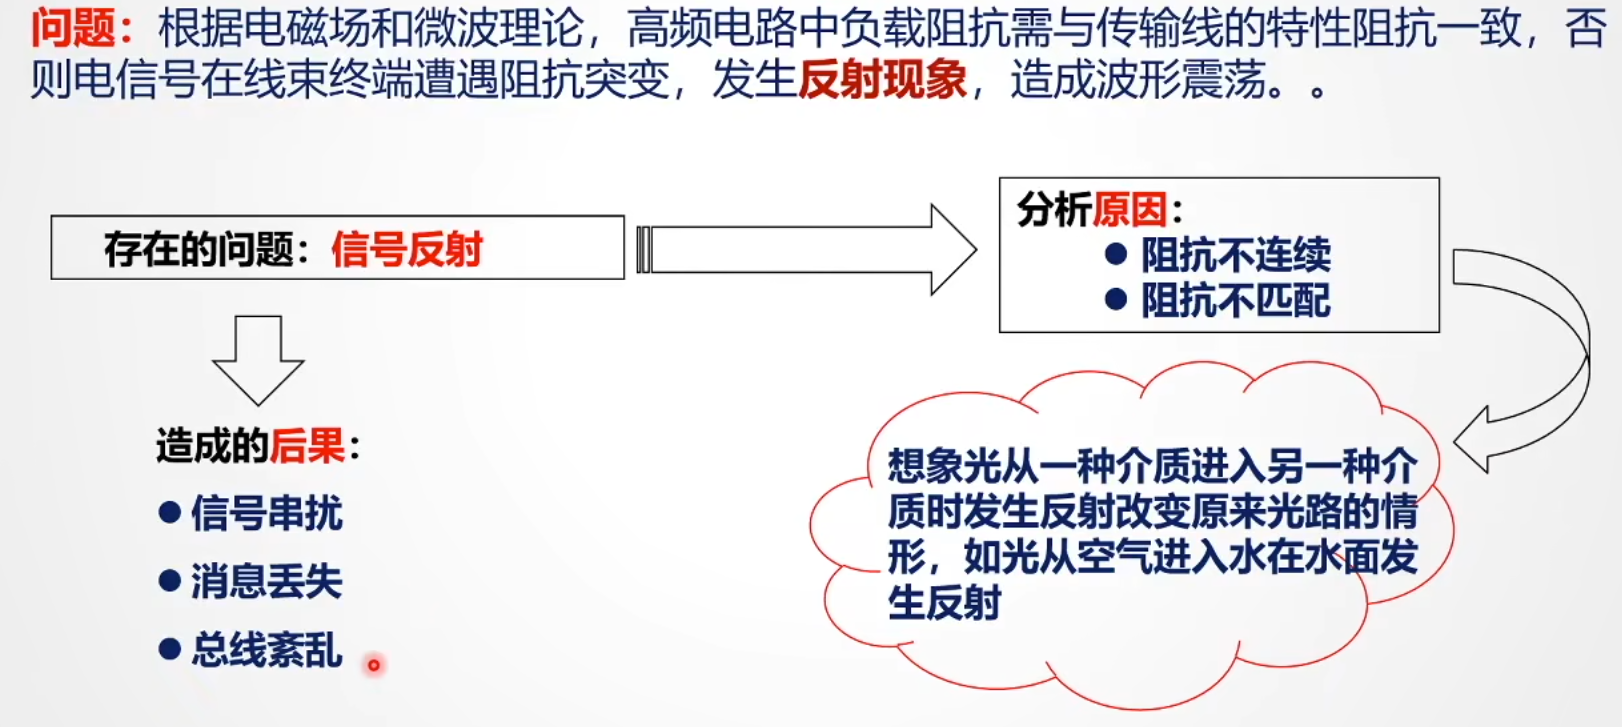 问题：根据电磁场和微波理论，高频电路中负载阻抗需与传输线的特性阻抗一致，否
则电信号在线束终端遭遇阻抗突变，发生反射现象，造成波形震荡。。
存在的问题：信号反射
分析原因：
● 阻抗不连续
● 阻抗不匹配
造成的后果：
● 信号串扰
● 消息丢失
● 总线紊乱
想象光从一种介质进入另一种介
质时发生反射改变原来光路的情
形，如光从空气进入水在水面发
生反射